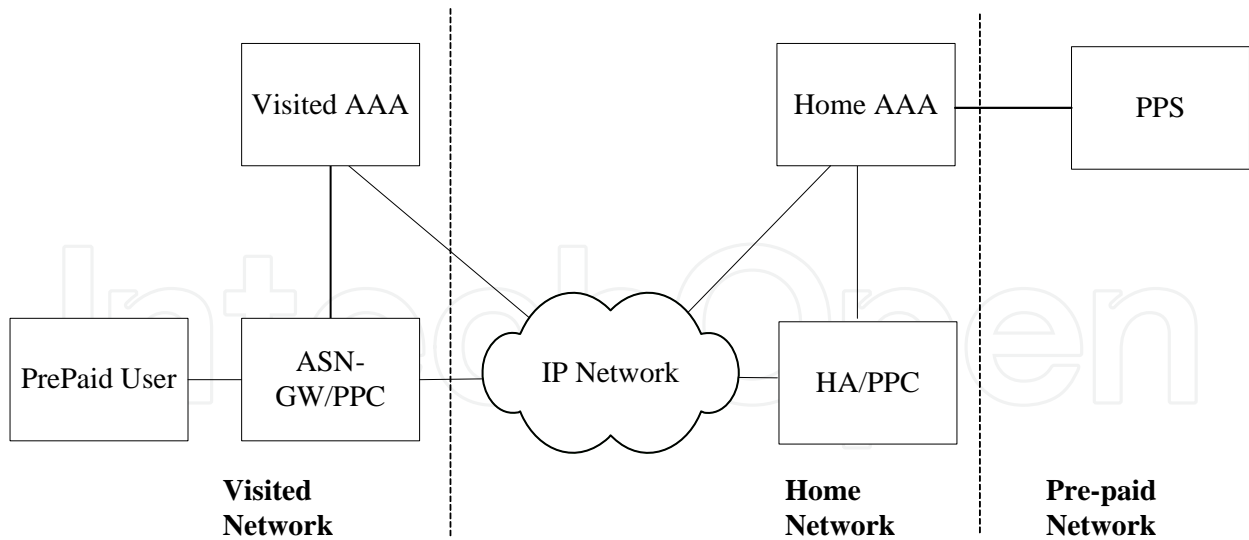 Visited AAA
Home AAA
PPS
IntechOpen
PrePaid User
ASN-
GW/PPC
IP Network
HA/PPC
Visited
Network
Home
Network
Pre-paid
Network